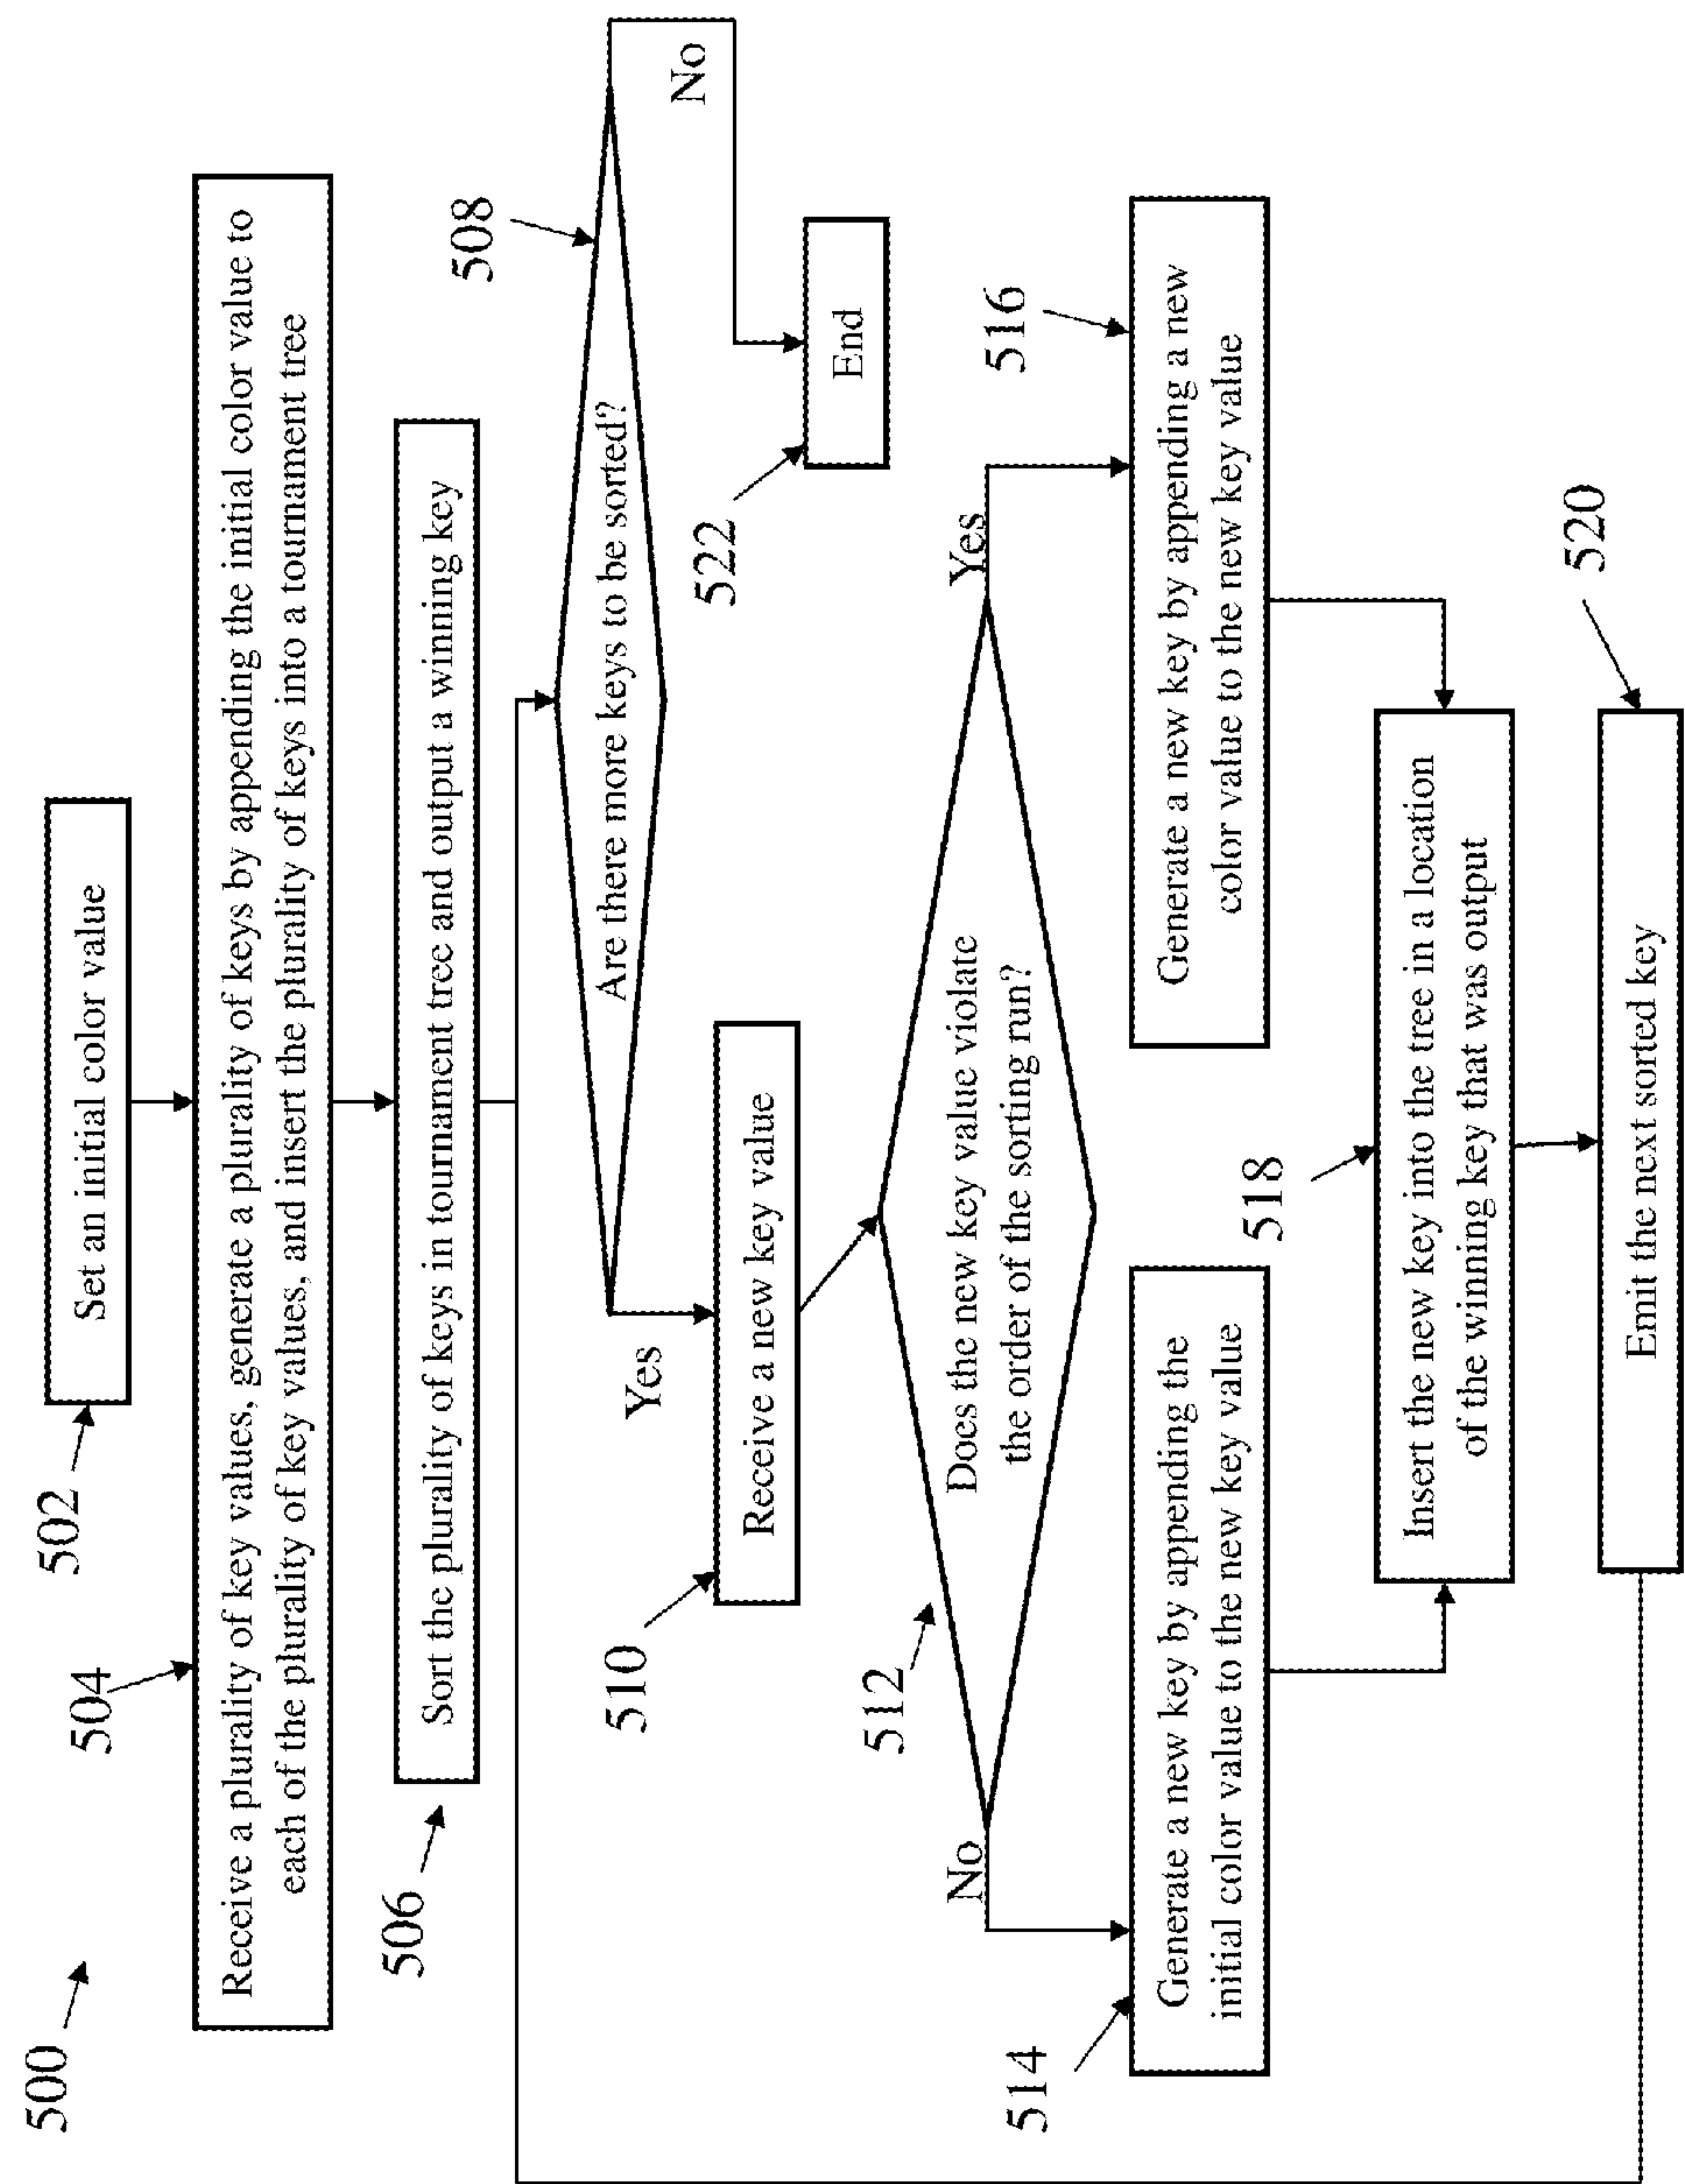 500
502
Set an initial color value
504
Receive a plurality of key values, generate a plurality of keys by appending the initial color value to
each of the plurality of key values, and insert the plurality of keys into a tournament tree
506
Sort the plurality of keys in tournament tree and output a winning key
508
Are there more keys to be sorted?
Yes
No
510
Receive a new key value
522
End
512
Does the new key value violate
the order of the sorting run?
No
Yes
514
Generate a new key by appending the
initial color value to the new key value
516
Generate a new key by appending a new
color value to the new key value
518
Insert the new key into the tree in a location
of the winning key that was output
520
Emit the next sorted key